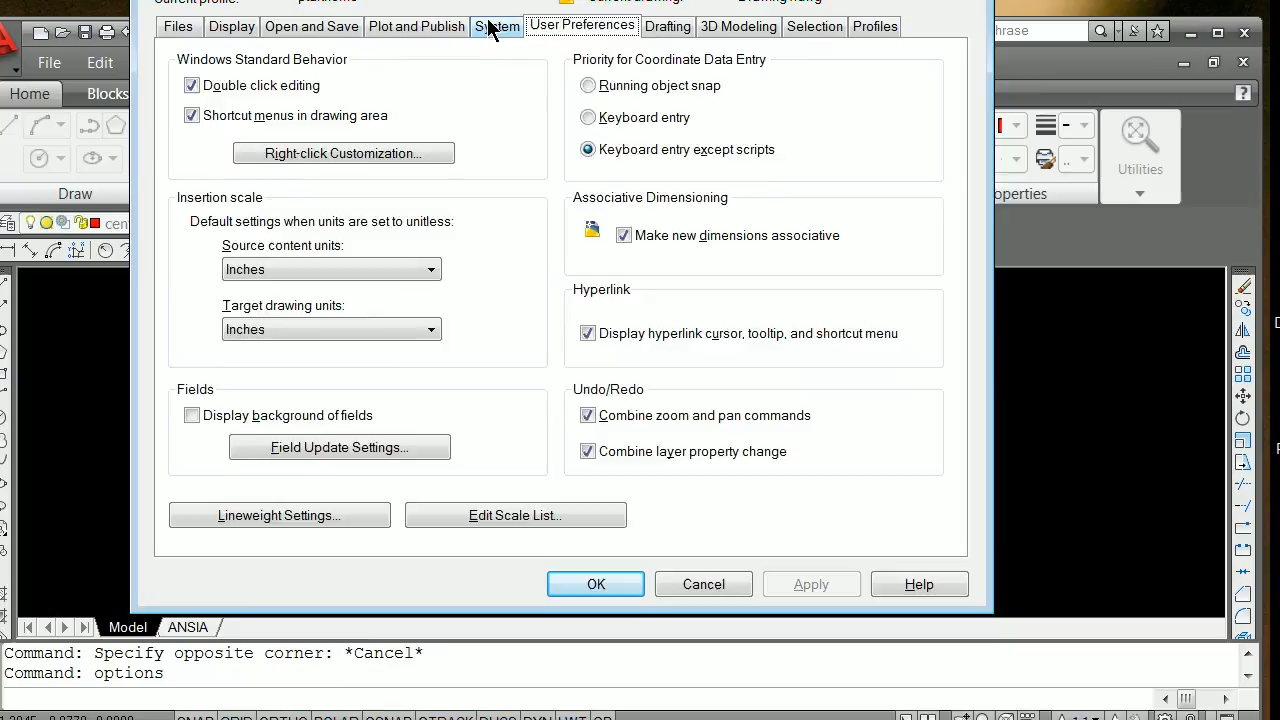 Files Display Open and Save Plot and Publish System User Preferences Drafting 3D Modeling Selection Profiles
File Edit
Home Blocks
Draw
Windows Standard Behavior
Double click editing
Shortcut menus in drawing area
Right-click Customization...
Insertion scale
Default settings when units are set to unitless:
Source content units:
Inches
Target drawing units:
Inches
Fields
Display background of fields
Field Update Settings...
Lineweight Settings...
Edit Scale List...
Priority for Coordinate Data Entry
Running object snap
Keyboard entry
Keyboard entry except scripts
Associative Dimensioning
Make new dimensions associative
Hyperlink
Display hyperlink cursor, tooltip, and shortcut menu
Undo/Redo
Combine zoom and pan commands
Combine layer property change
OK Cancel Apply Help
Utilities
Model ANSIA
Command: Specify opposite corner: *Cancel*
Command: options